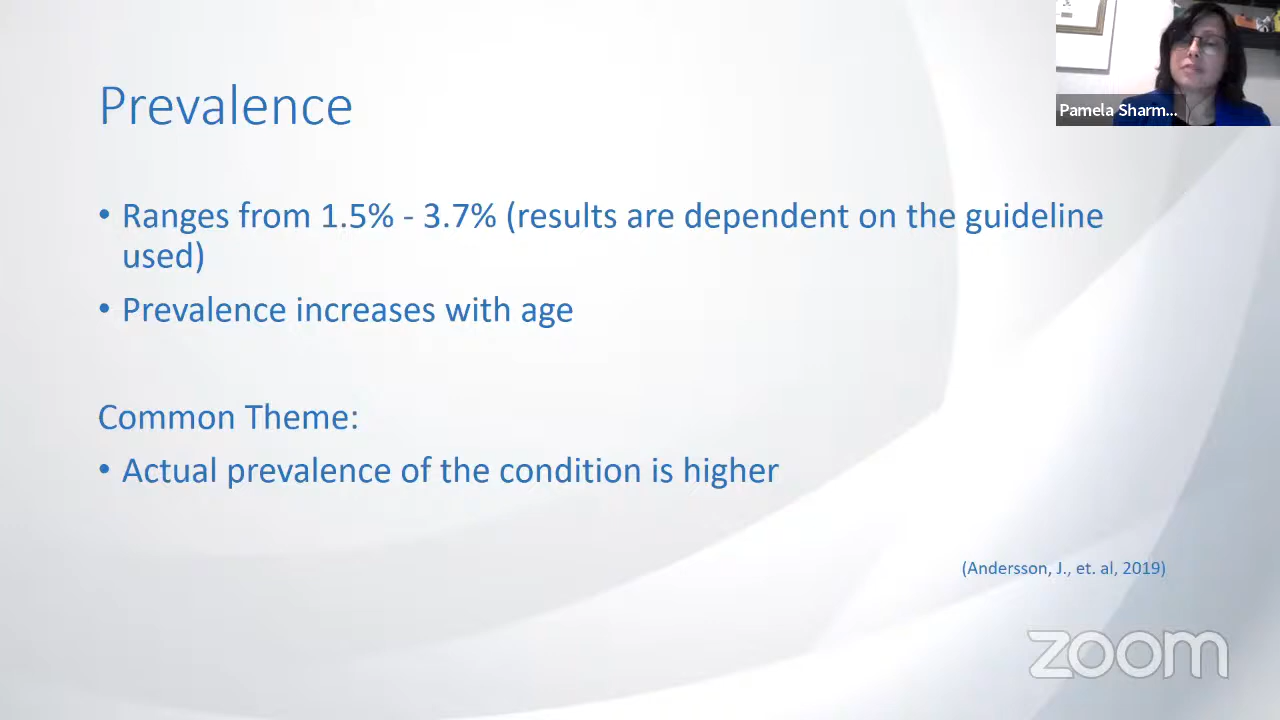 Pamela Sharm...
Prevalence
• Ranges from 1.5% - 3.7% (results are dependent on the guideline
used)
• Prevalence increases with age
Common Theme:
• Actual prevalence of the condition is higher
(Andersson, J., et. al, 2019)
zoom